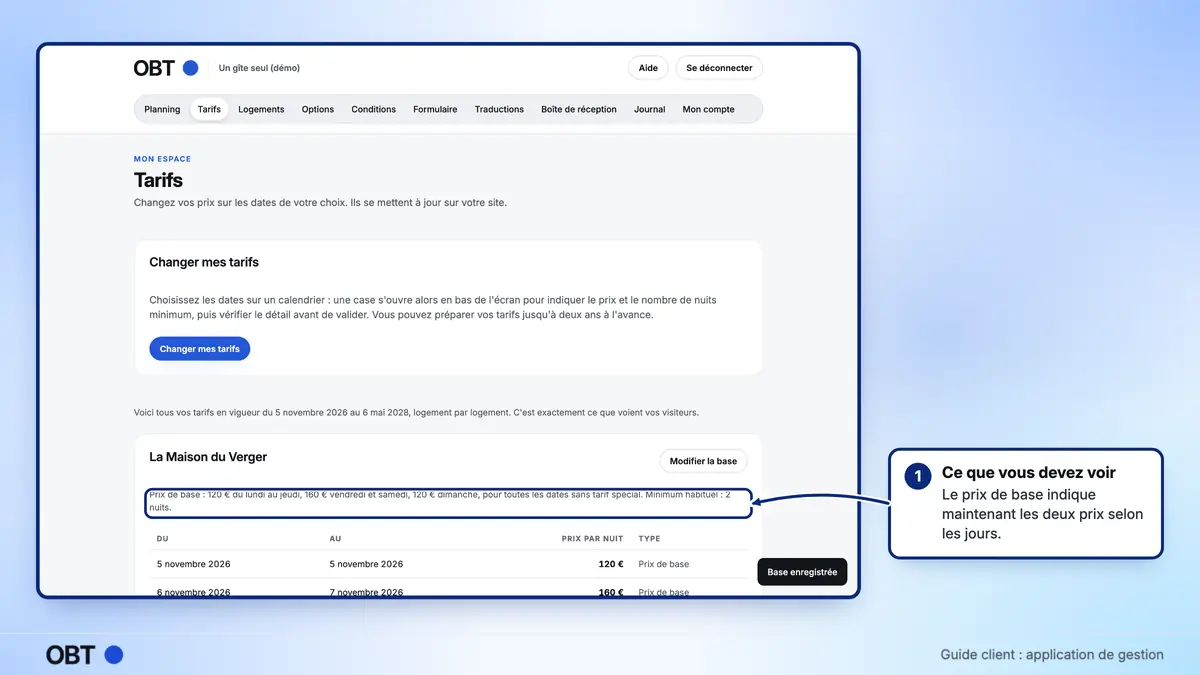 OBT
Un gîte seul (démo)
Aide
Se déconnecter
Planning
Tarifs
Logements
Options
Conditions
Formulaire
Traductions
Boîte de réception
Journal
Mon compte
MON ESPACE
Tarifs
Changez vos prix sur les dates de votre choix. Ils se mettent à jour sur votre site.
Changer mes tarifs
Choisissez les dates sur un calendrier : une case s'ouvre alors en bas de l'écran pour indiquer le prix et le nombre de nuits
minimum, puis vérifier le détail avant de valider. Vous pouvez préparer vos tarifs jusqu'à deux ans à l'avance.
Changer mes tarifs
Voici tous vos tarifs en vigueur du 5 novembre 2026 au 6 mai 2028, logement par logement. C'est exactement ce que voient vos visiteurs.
La Maison du Verger
Modifier la base
Prix de base : 120 € du lundi au jeudi, 160 € vendredi et samedi, 120 € dimanche, pour toutes les dates sans tarif spécial. Minimum habituel : 2
nuits.
DU AU PRIX PAR NUIT TYPE
5 novembre 2026 5 novembre 2026 120 € Prix de base
6 novembre 2026 7 novembre 2026 160 € Prix de base
Base enregistrée
1
Ce que vous devez voir
Le prix de base indique
maintenant les deux prix selon
les jours.
OBT
Guide client : application de gestion